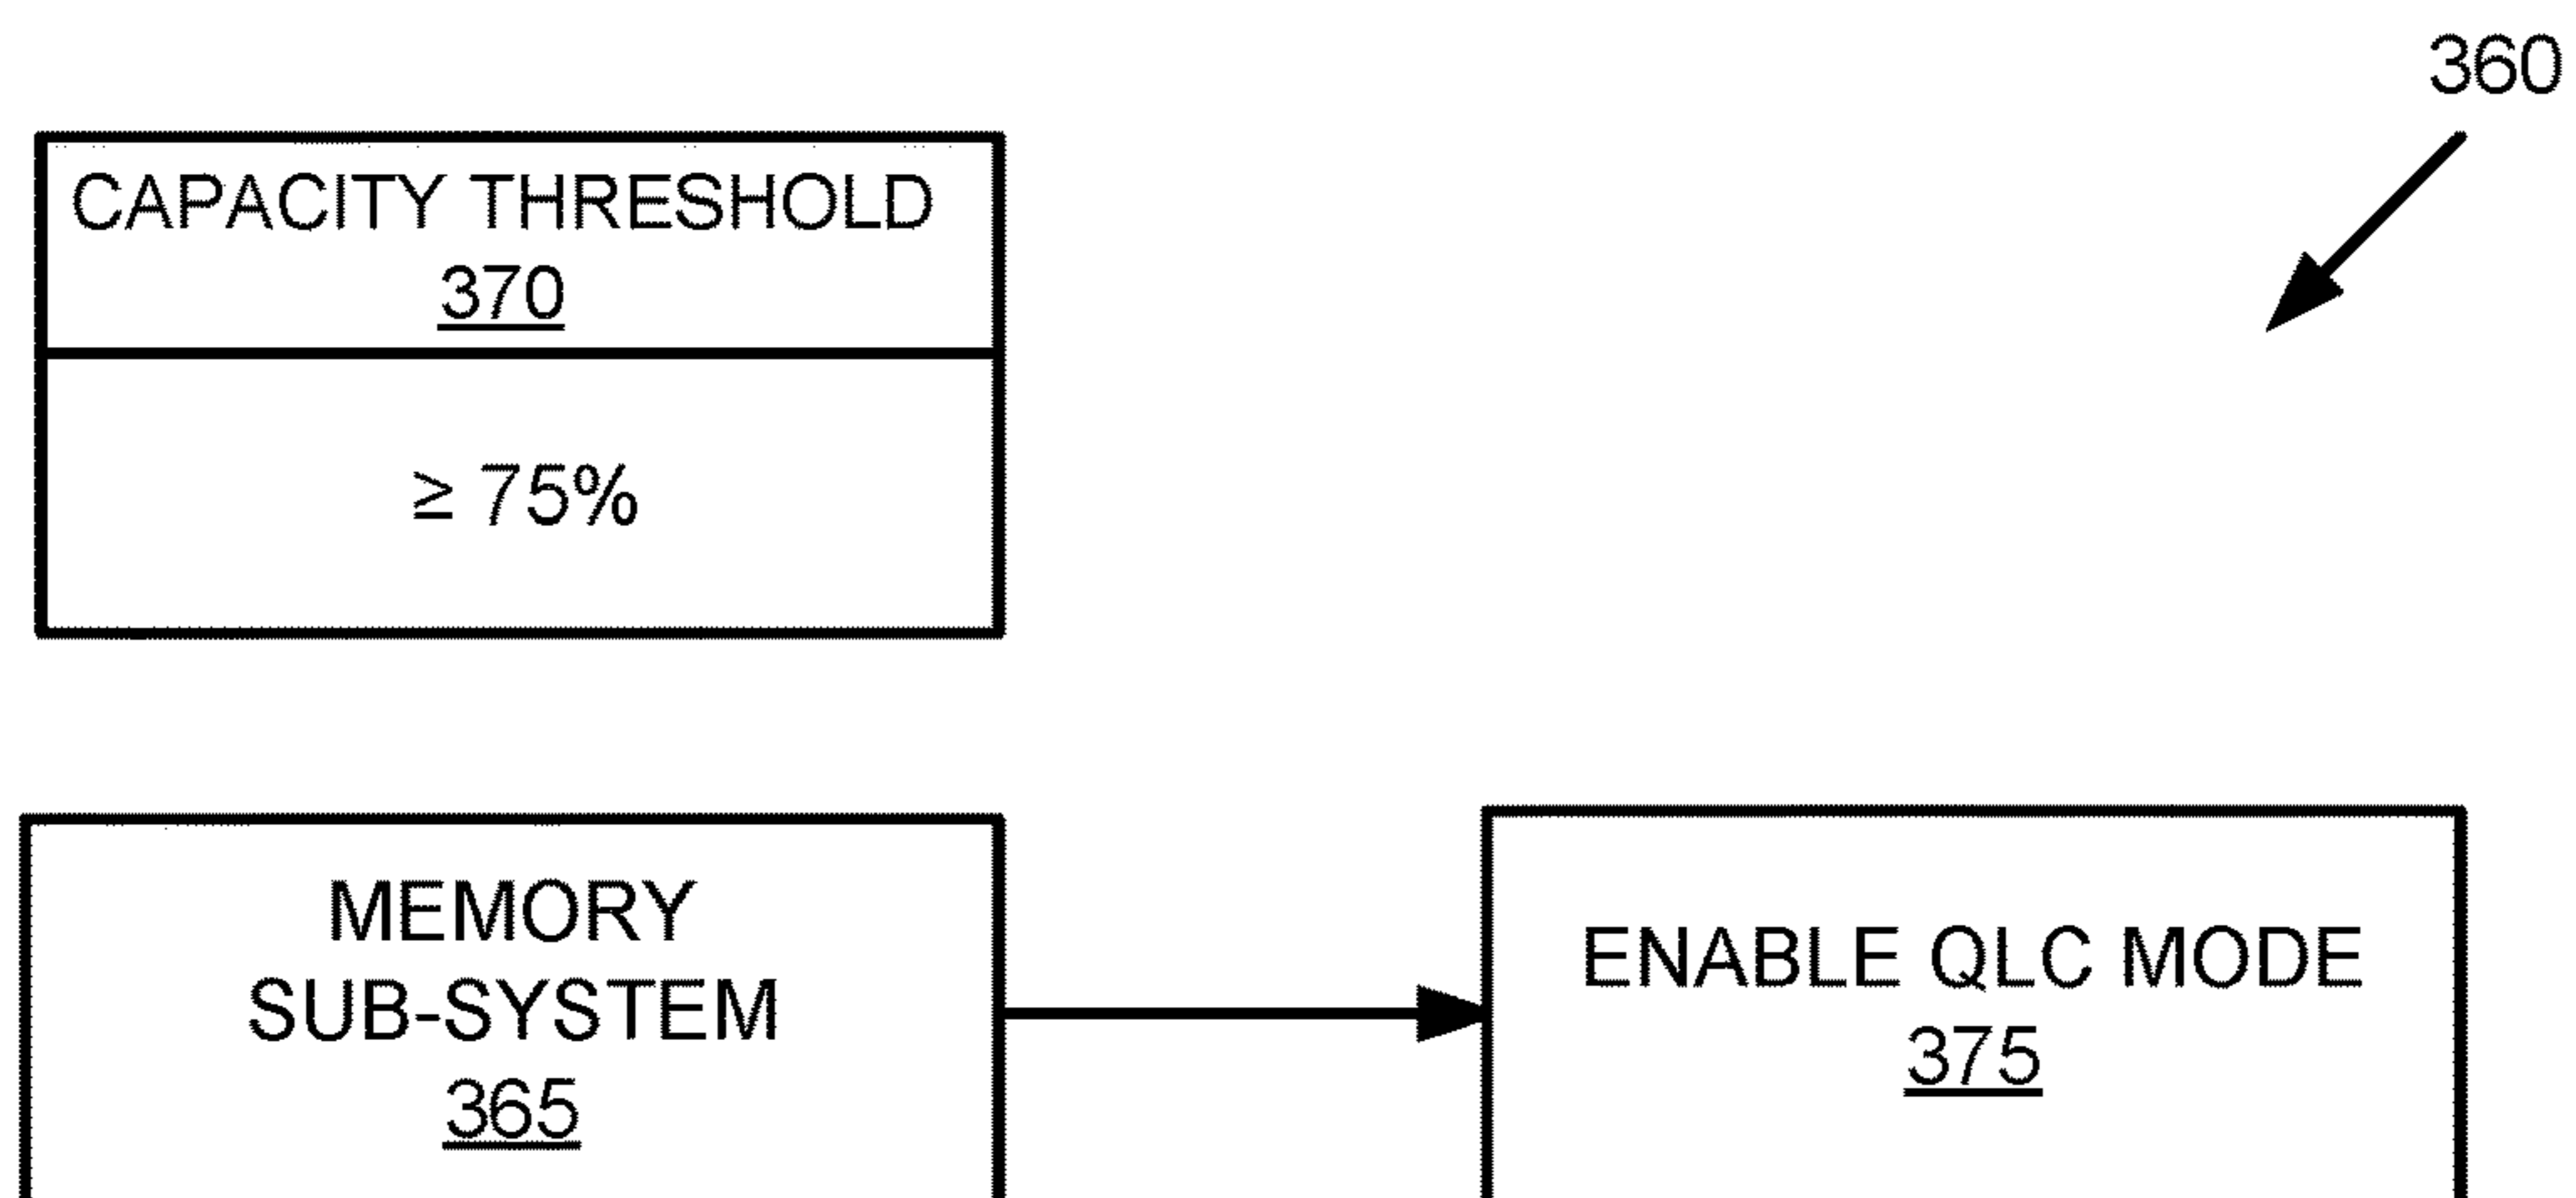 360
CAPACITY THRESHOLD
370
≥ 75%
MEMORY
SUB-SYSTEM
365
ENABLE QLC MODE
375